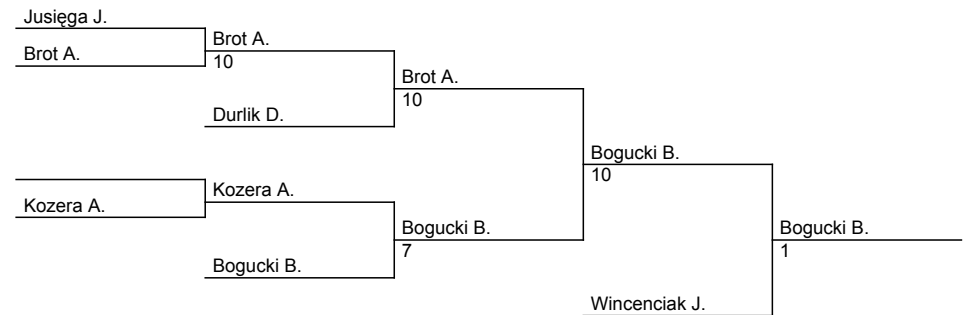 Jusięga J.
Brot A.
Brot A.
10
Brot A.
10
Durlik D.
Bogucki B.
10
Kozera A.
Kozera A.
Bogucki B.
7
Bogucki B.
1
Bogucki B.
Wincenciak J.